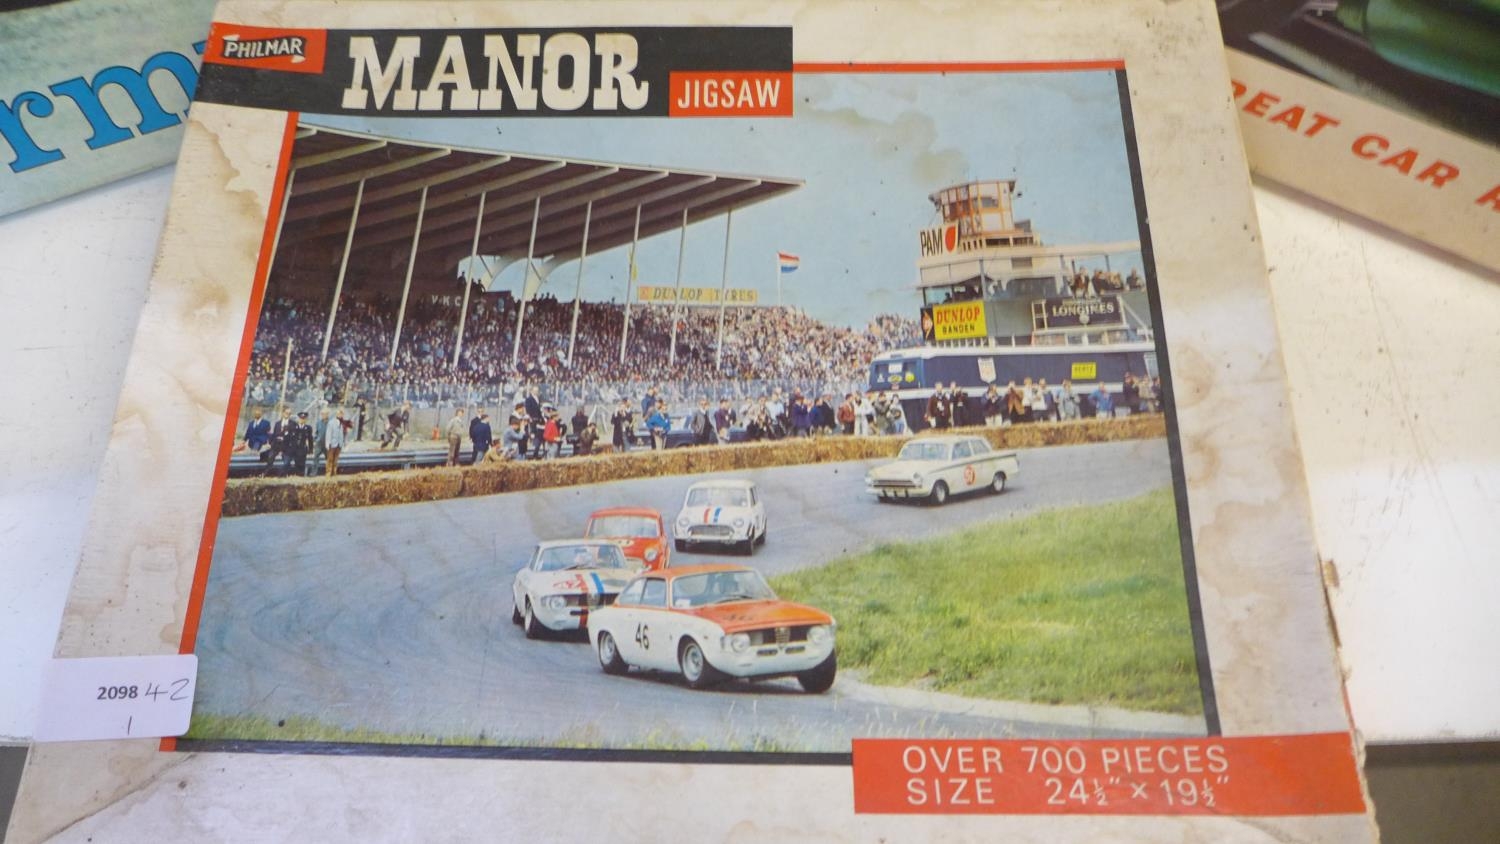 PHILMAR
MANOR
JIGSAW
EAT CAR
rm
PAM
V·K·C
DUNLOP TYRES
DUNLOP
BANDEN
LONGINES
HERTZ
46
2098 42
1
OVER 700 PIECES
SIZE 24½" × 19½"